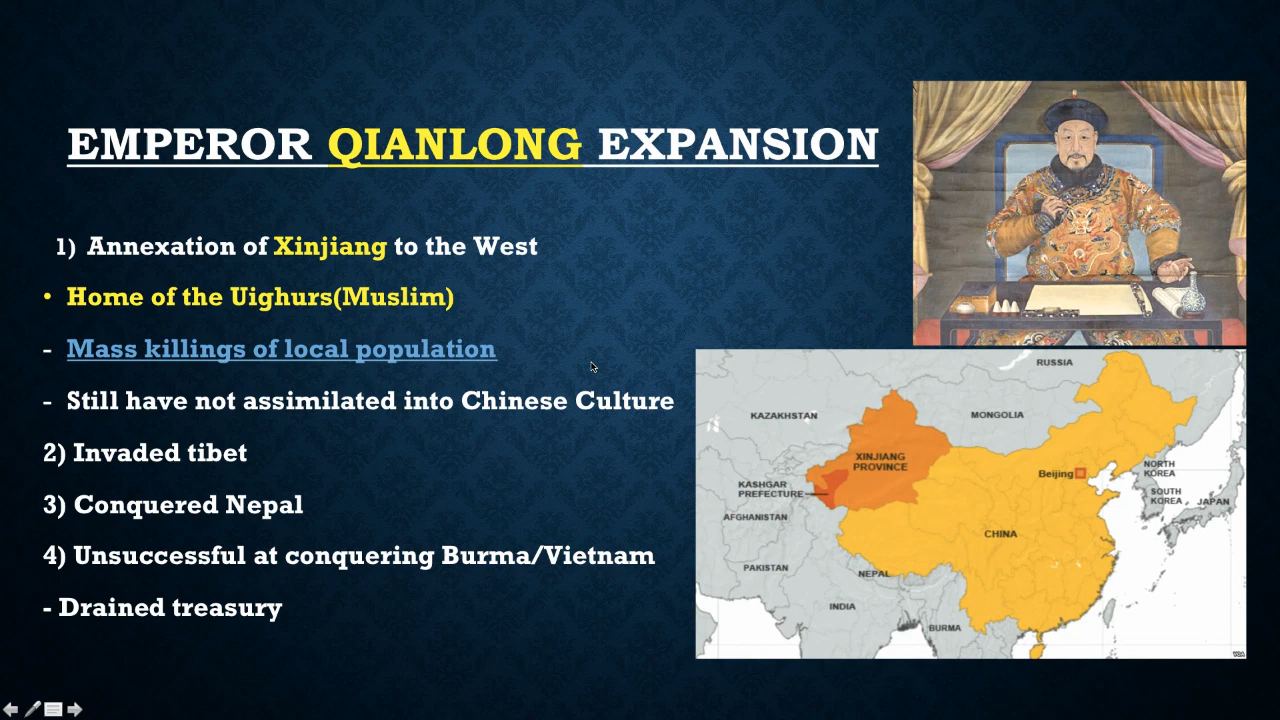 EMPEROR QIANLONG EXPANSION
1) Annexation of Xinjiang to the West
• Home of the Uighurs(Muslim)
- Mass killings of local population
- Still have not assimilated into Chinese Culture
2) Invaded tibet
3) Conquered Nepal
4) Unsuccessful at conquering Burma/Vietnam
- Drained treasury
RUSSIA
KAZAKHSTAN
MONGOLIA
XINJIANG
PROVINCE
Beijing
NORTH
KOREA
KASHGAR
PREFECTURE
SOUTH
KOREA
JAPAN
AFGHANISTAN
CHINA
PAKISTAN
NEPAL
INDIA
BURMA
VOA